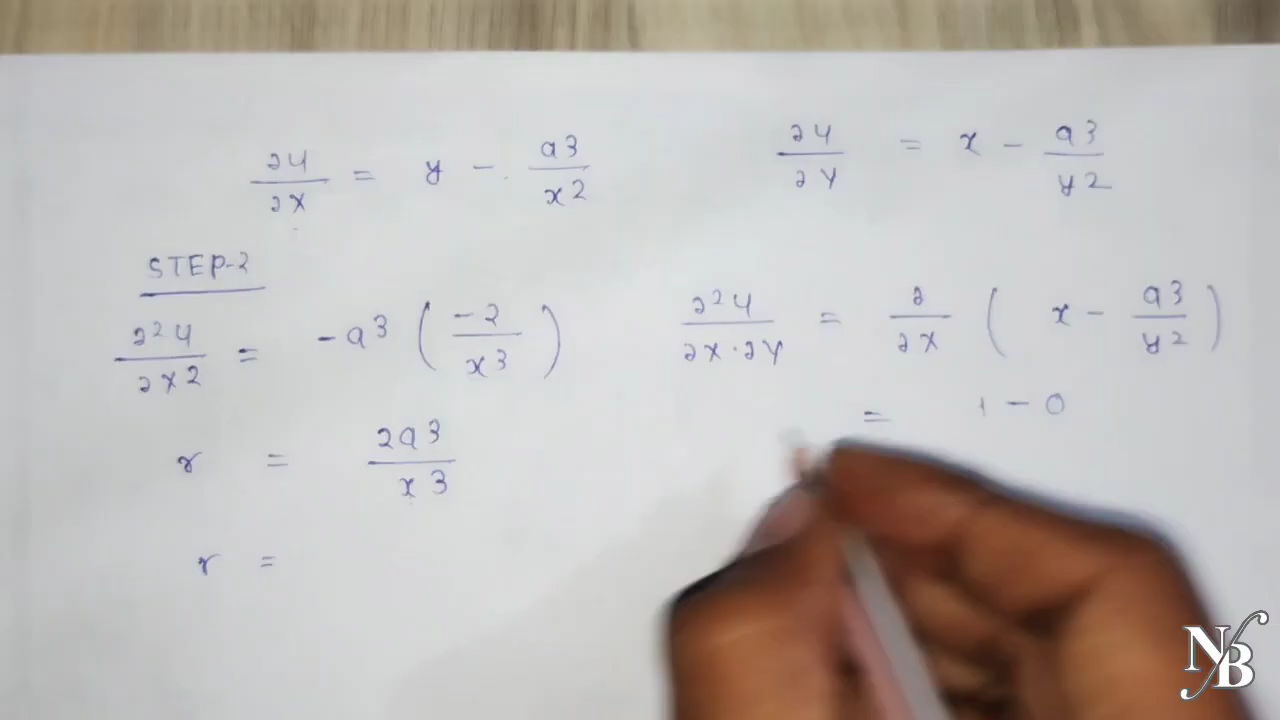 ∂u/∂x = y - a3/x2
∂u/∂y = x - a3/y2
STEP-2
∂²u/∂x2 = -a3 ( -2/x3 )
∂²u/∂x·∂y = ∂/∂x ( x - a3/y2 )
= 1 - 0
r = 2a3/x3
r =
NB